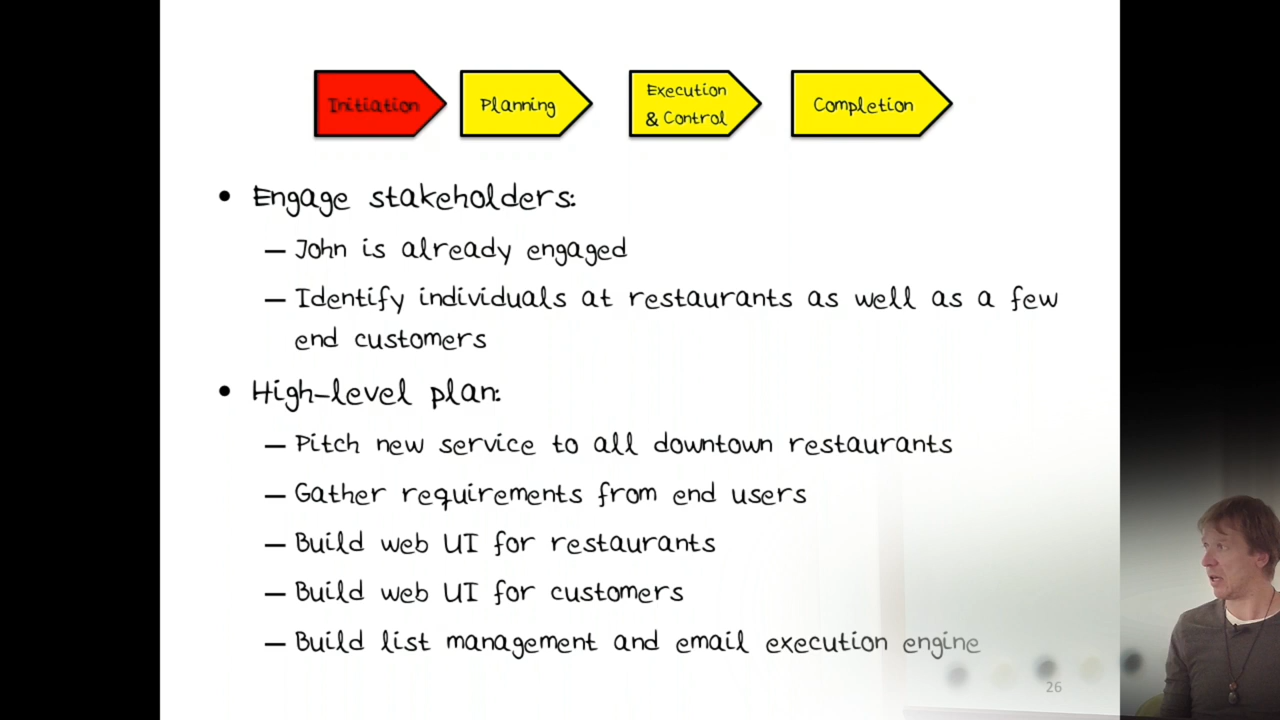 Initiation
Planning
Execution
& Control
Completion
• Engage stakeholders:
– John is already engaged
– Identify individuals at restaurants as well as a few
end customers
• High-level plan:
– Pitch new service to all downtown restaurants
– Gather requirements from end users
– Build web UI for restaurants
– Build web UI for customers
– Build list management and email execution engine
26